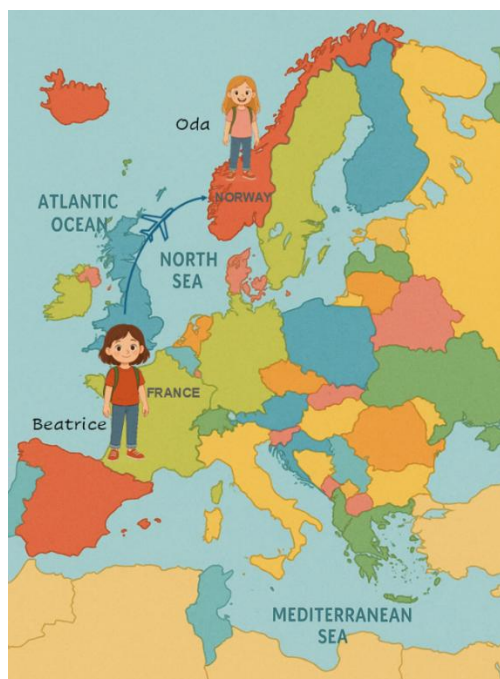 Oda
NORWAY
ATLANTIC
OCEAN
NORTH
SEA
FRANCE
Beatrice
MEDITERRANEAN
SEA